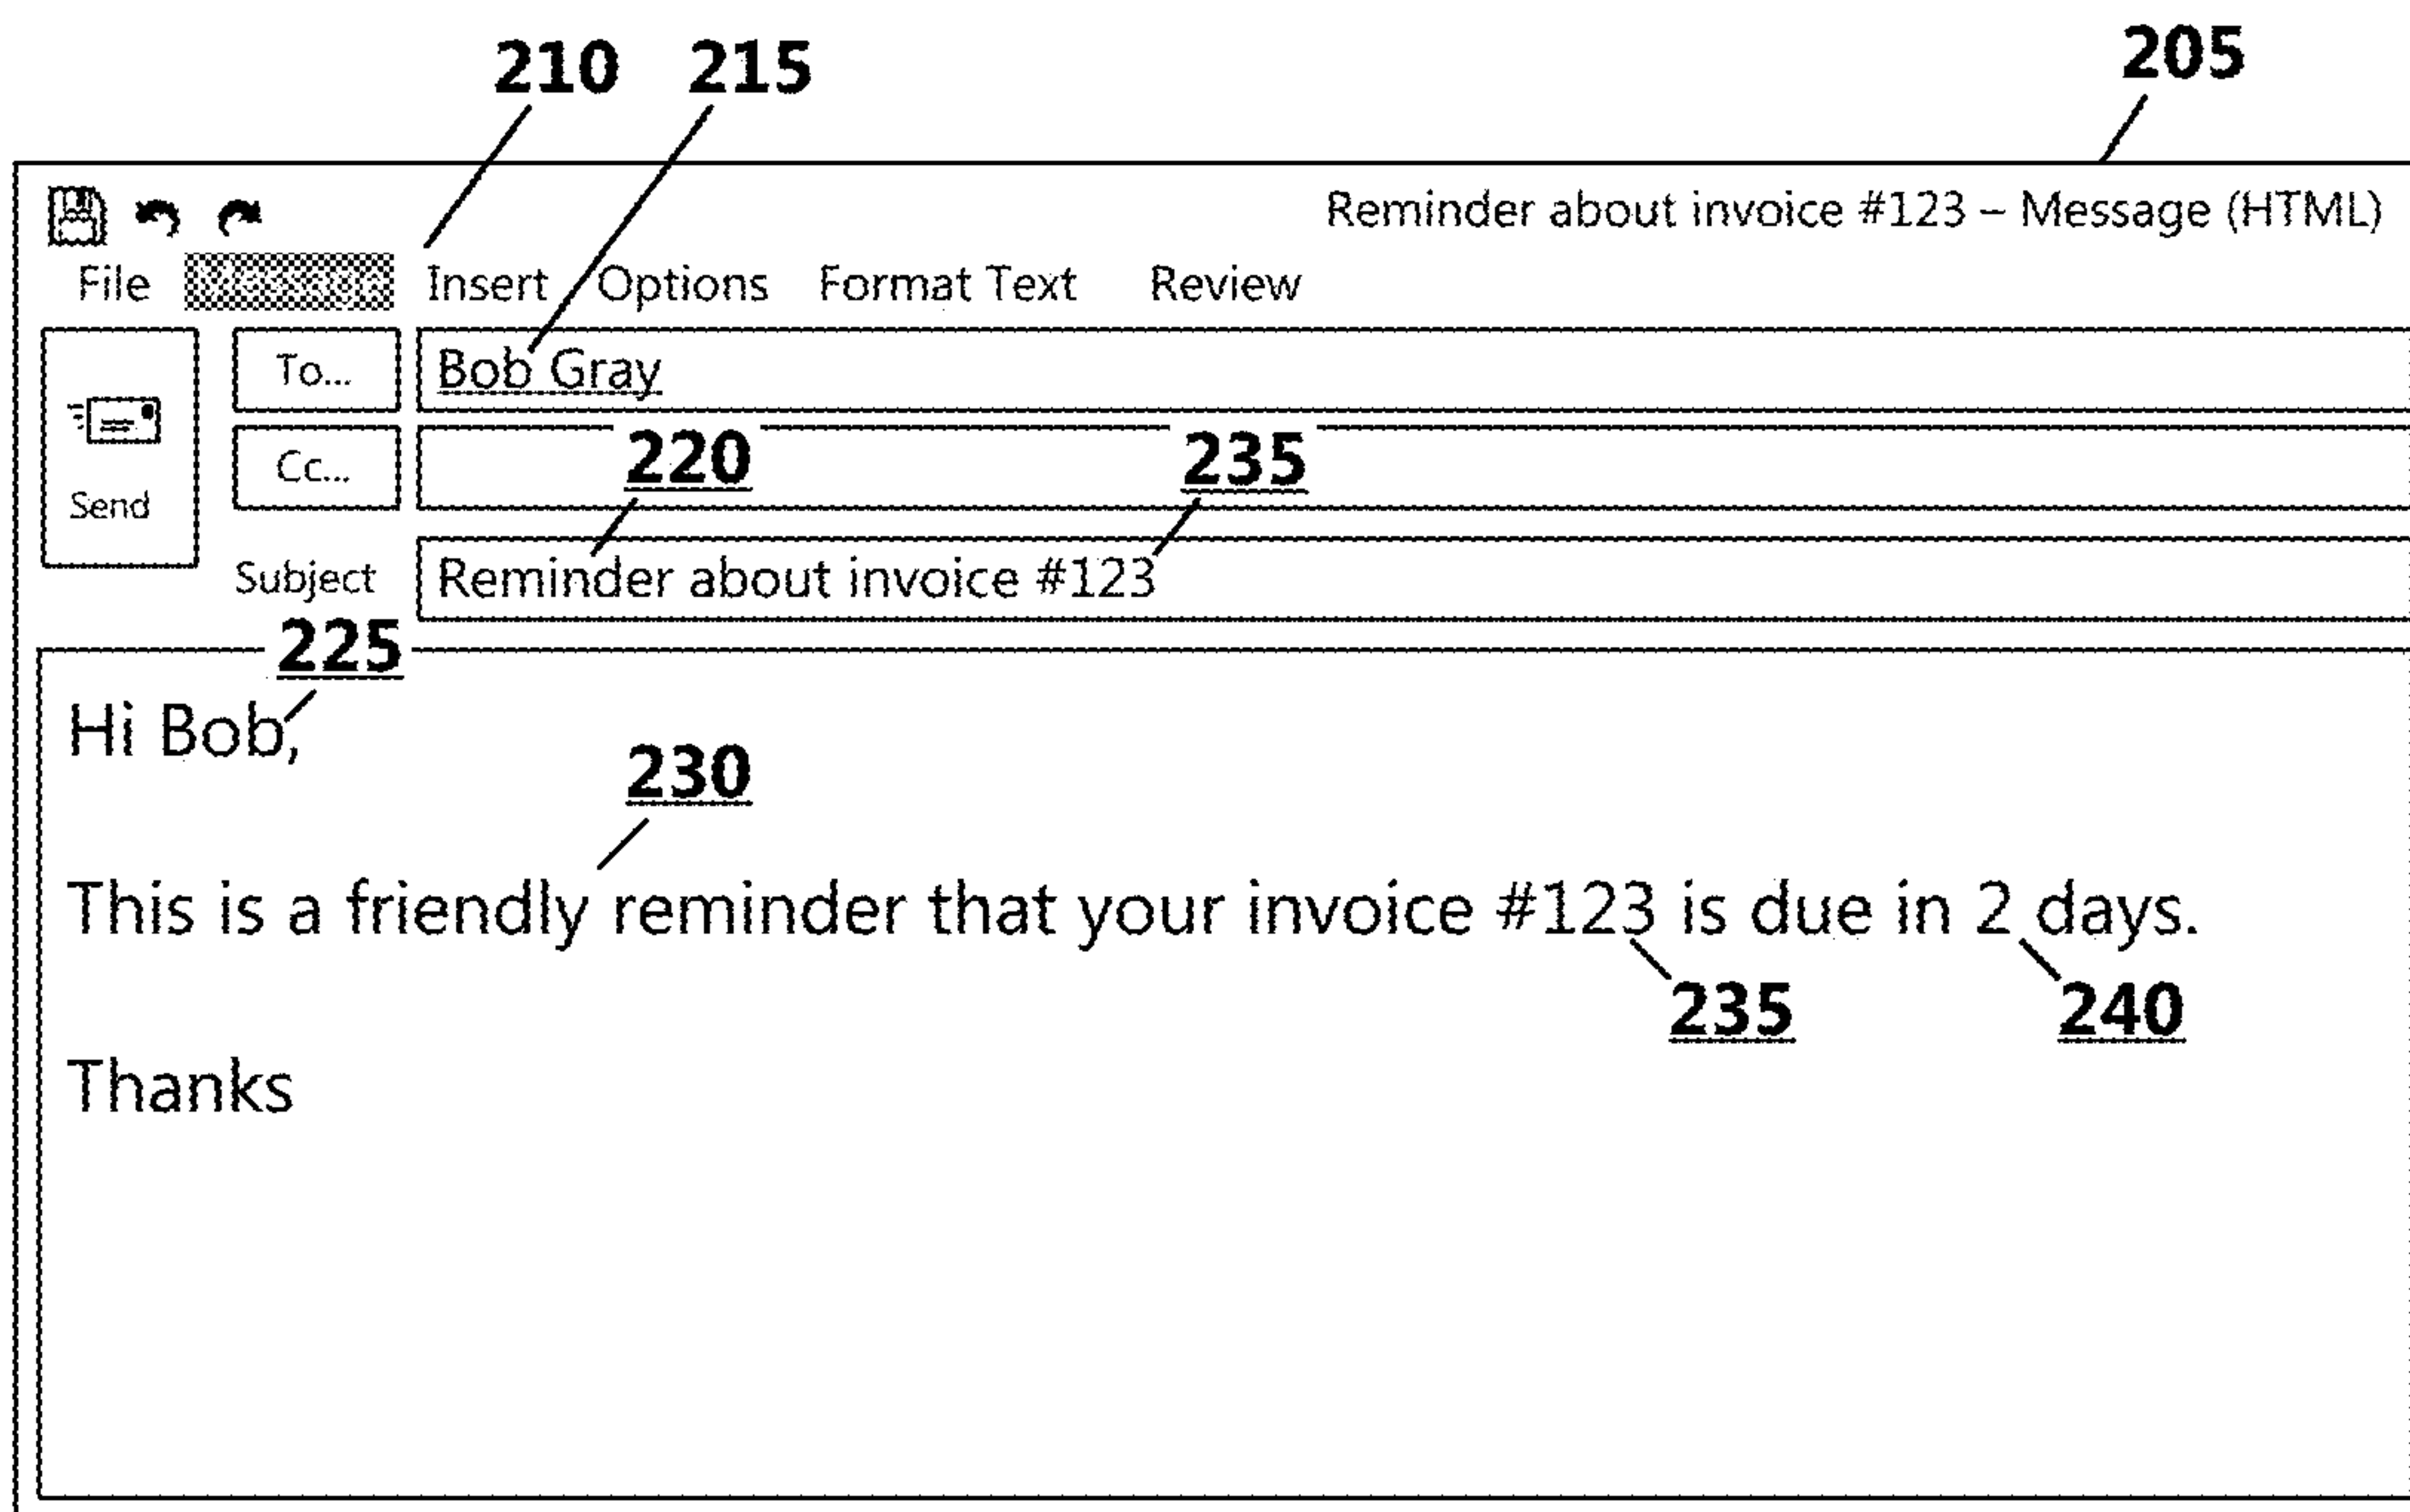 210 215 205
Reminder about invoice #123 – Message (HTML)
File Message Insert Options Format Text Review
To... Bob Gray
220 235
Cc...
Send
Subject Reminder about invoice #123
225
Hi Bob,
230
This is a friendly reminder that your invoice #123 is due in 2 days.
235 240
Thanks